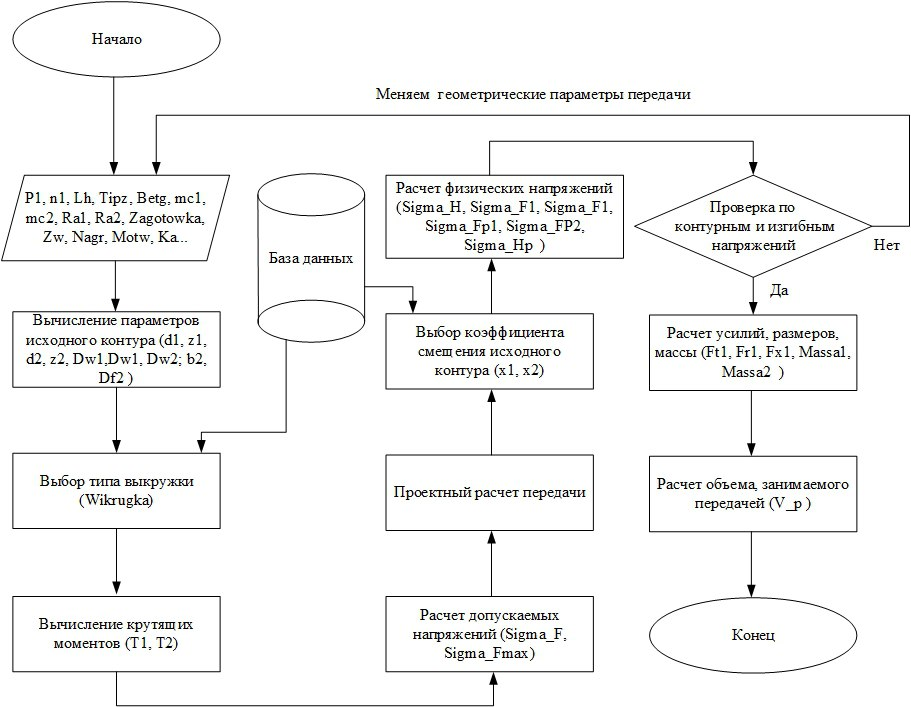 Начало
Меняем геометрические параметры передачи
P1, n1, Lh, Tipz, Betg, mc1,
mc2, Ra1, Ra2, Zagotowka,
Zw, Nagr, Motw, Ka...
Вычисление параметров
исходного контура (d1, z1,
d2, z2, Dw1,Dw1, Dw2; b2,
Df2 )
Выбор типа выкружки
(Wikrugka)
Вычисление крутящих
моментов (T1, T2)
База данных
Расчет физических напряжений
(Sigma_H, Sigma_F1, Sigma_F1,
Sigma_Fp1, Sigma_FP2,
Sigma_Hp )
Выбор коэффициента
смещения исходного
контура (x1, x2)
Проектный расчет передачи
Расчет допускаемых
напряжений (Sigma_F,
Sigma_Fmax)
Проверка по
контурным и изгибным
напряжений
Нет
Да
Расчет усилий, размеров,
массы (Ft1, Fr1, Fx1, Massa1,
Massa2 )
Расчет объема, занимаемого
передачей (V_p )
Конец